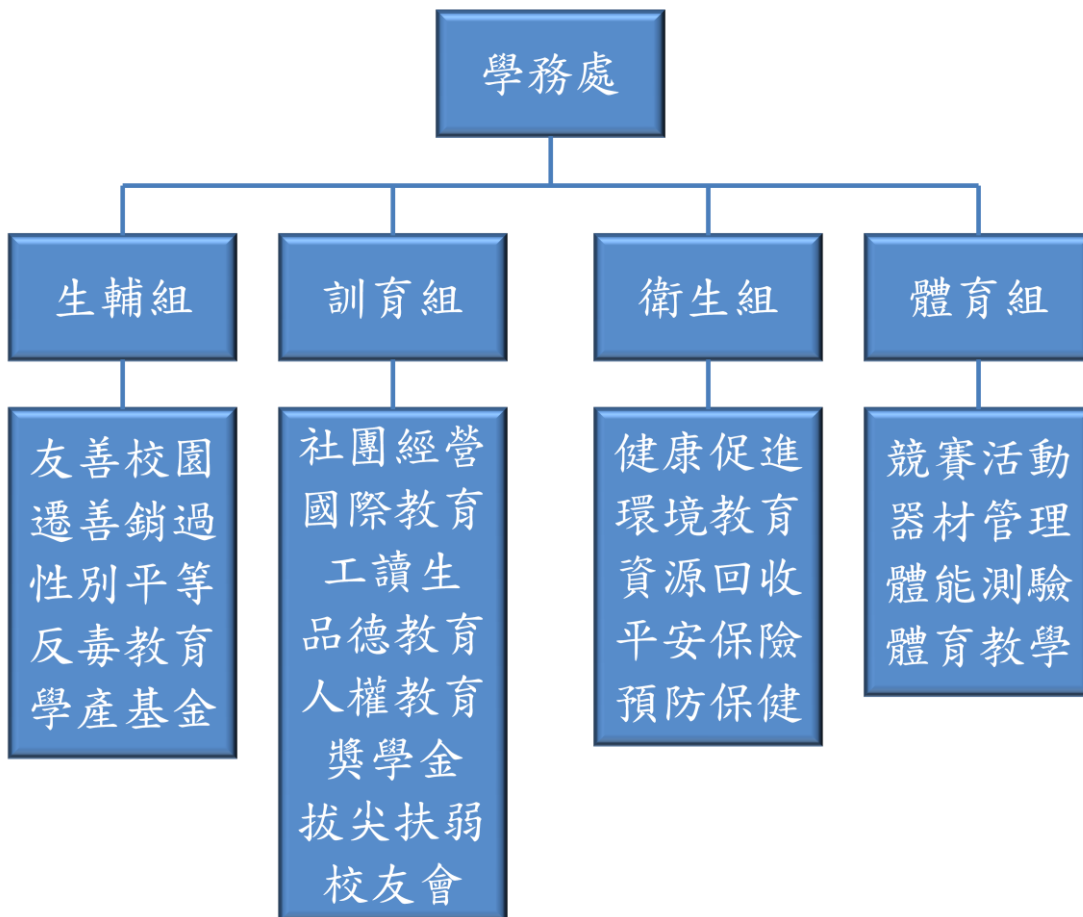 學務處
生輔組
訓育組
衛生組
體育組
友善校園
遷善銷過
性別平等
反毒教育
學產基金
社團經營
國際教育
工讀生
品德教育
人權教育
獎學金
拔尖扶弱
校友會
健康促進
環境教育
資源回收
平安保險
預防保健
競賽活動
器材管理
體能測驗
體育教學